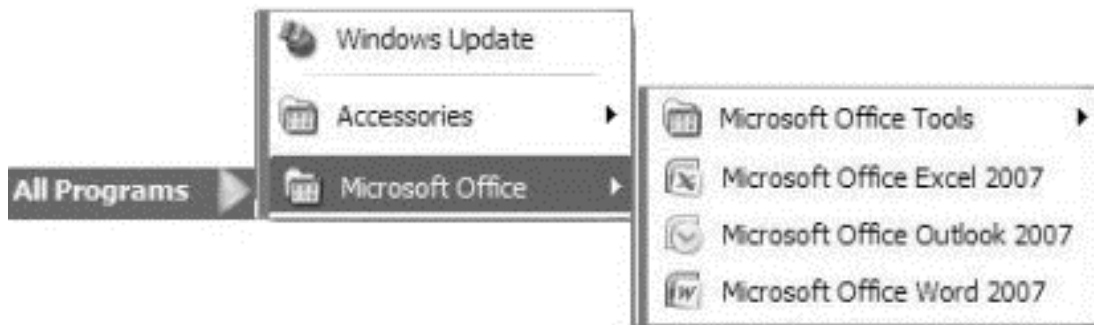 Windows Update
Accessories
All Programs
Microsoft Office
Microsoft Office Tools
Microsoft Office Excel 2007
Microsoft Office Outlook 2007
Microsoft Office Word 2007